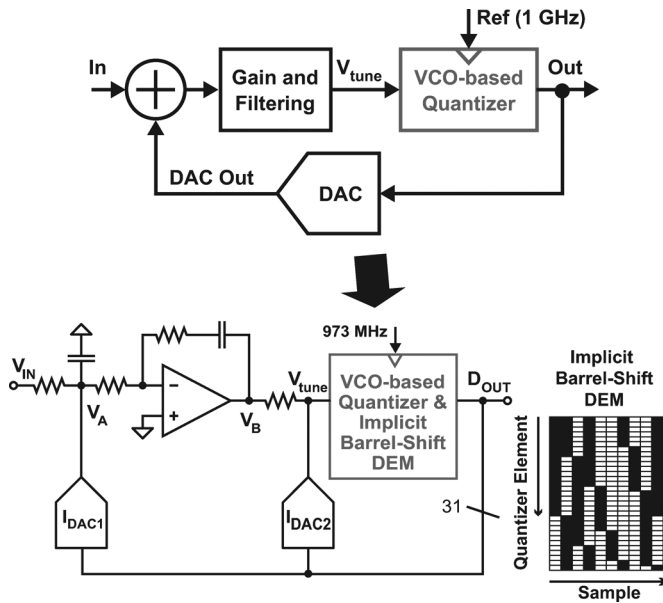 Ref (1 GHz)
In
Gain and
Filtering
Vtune
VCO-based
Quantizer
Out
DAC Out
DAC
973 MHz
VIN
VA
VB
Vtune
VCO-based
Quantizer &
Implicit
Barrel-Shift
DEM
DOUT
IDAC1
IDAC2
31
Implicit
Barrel-Shift
DEM
Quantizer Element
Sample
+
−
+